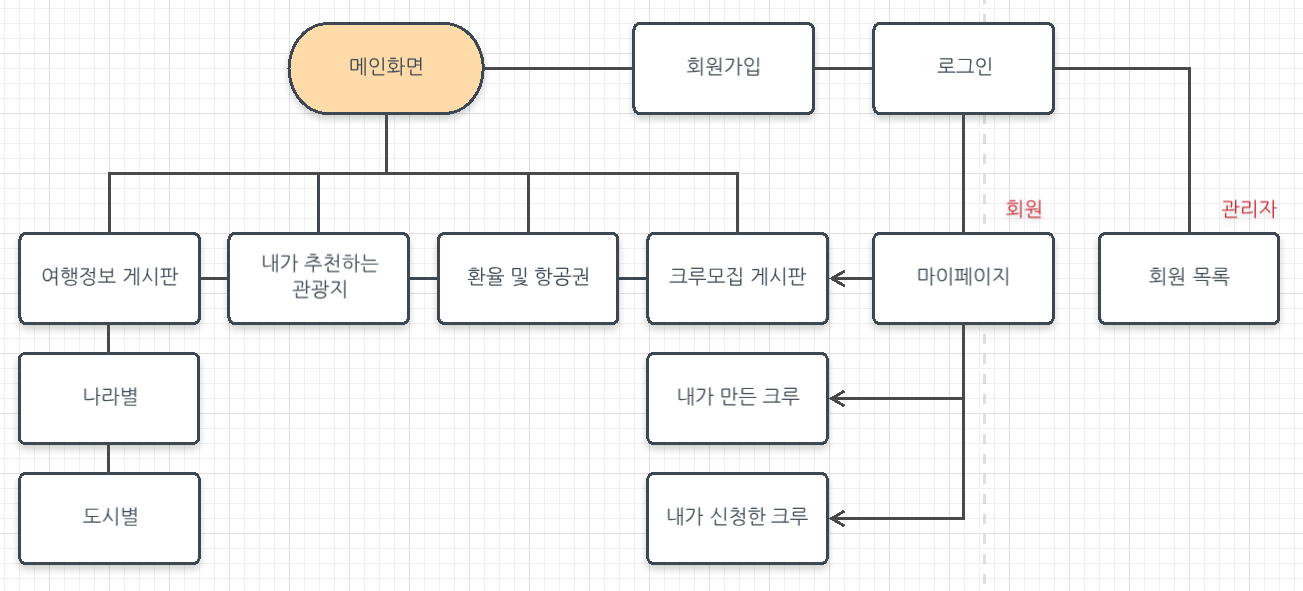 메인화면
회원가입
로그인
회원
관리자
여행정보 게시판
내가 추천하는
관광지
환율 및 항공권
크루모집 게시판
마이페이지
회원 목록
나라별
내가 만든 크루
도시별
내가 신청한 크루